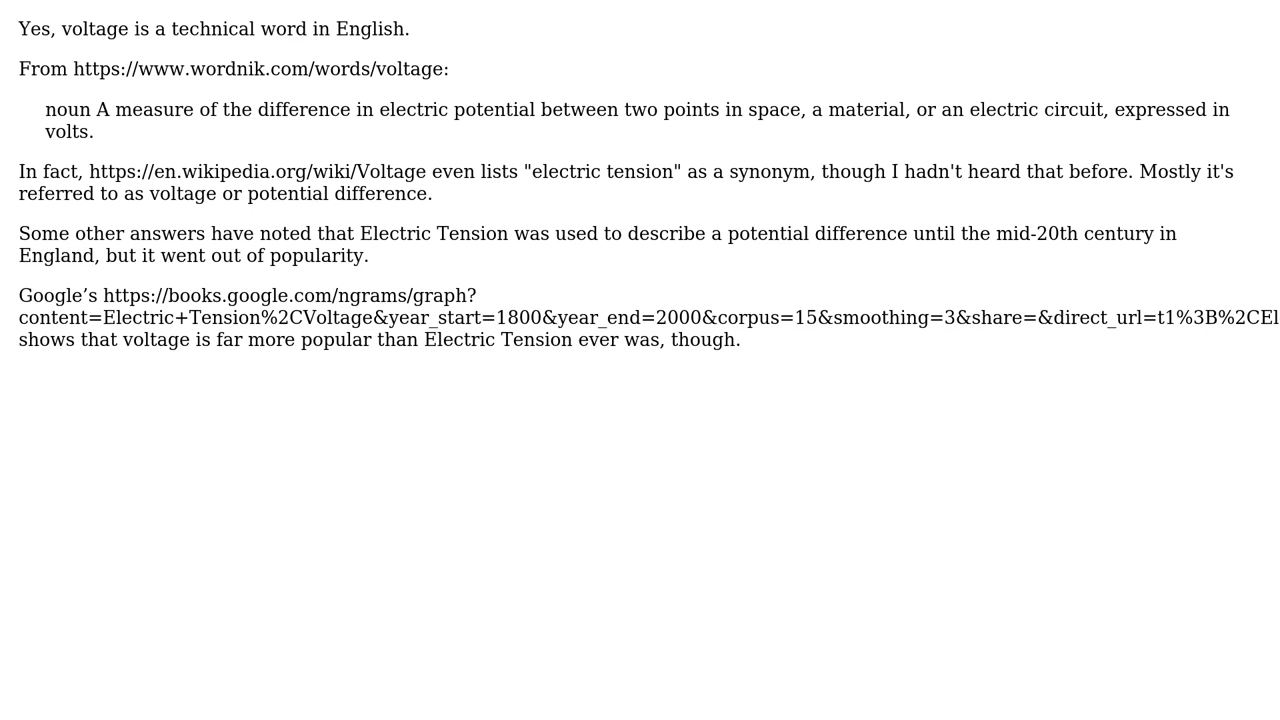 Yes, voltage is a technical word in English.
From https://www.wordnik.com/words/voltage:
noun A measure of the difference in electric potential between two points in space, a material, or an electric circuit, expressed in
volts.
In fact, https://en.wikipedia.org/wiki/Voltage even lists "electric tension" as a synonym, though I hadn't heard that before. Mostly it's
referred to as voltage or potential difference.
Some other answers have noted that Electric Tension was used to describe a potential difference until the mid-20th century in
England, but it went out of popularity.
Google’s https://books.google.com/ngrams/graph?
content=Electric+Tension%2CVoltage&year_start=1800&year_end=2000&corpus=15&smoothing=3&share=&direct_url=t1%3B%2CEl
shows that voltage is far more popular than Electric Tension ever was, though.